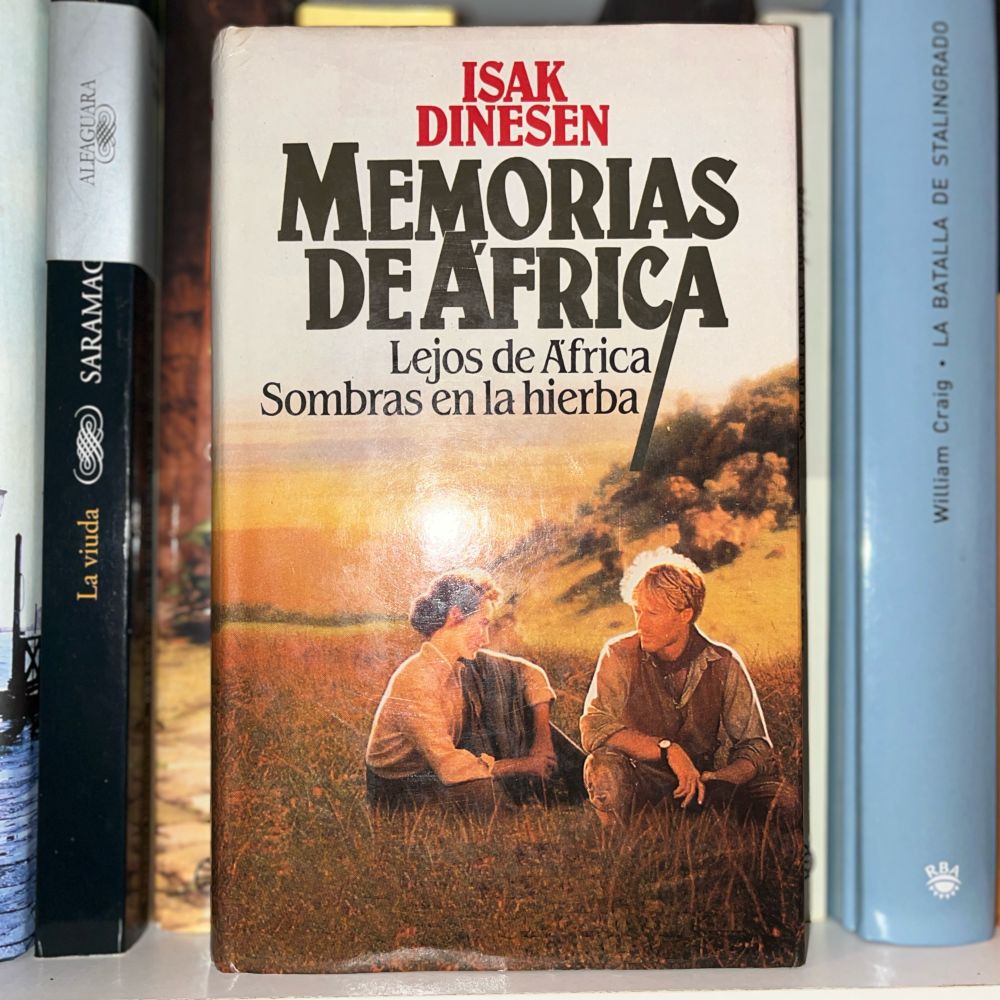 ISAK
DINESEN
MEMORIAS
DE ÁFRICA
Lejos de África
Sombras en la hierba
ALFAGUARA
SARAMAG
La viuda
William Craig • LA BATALLA DE STALINGRADO
RBA